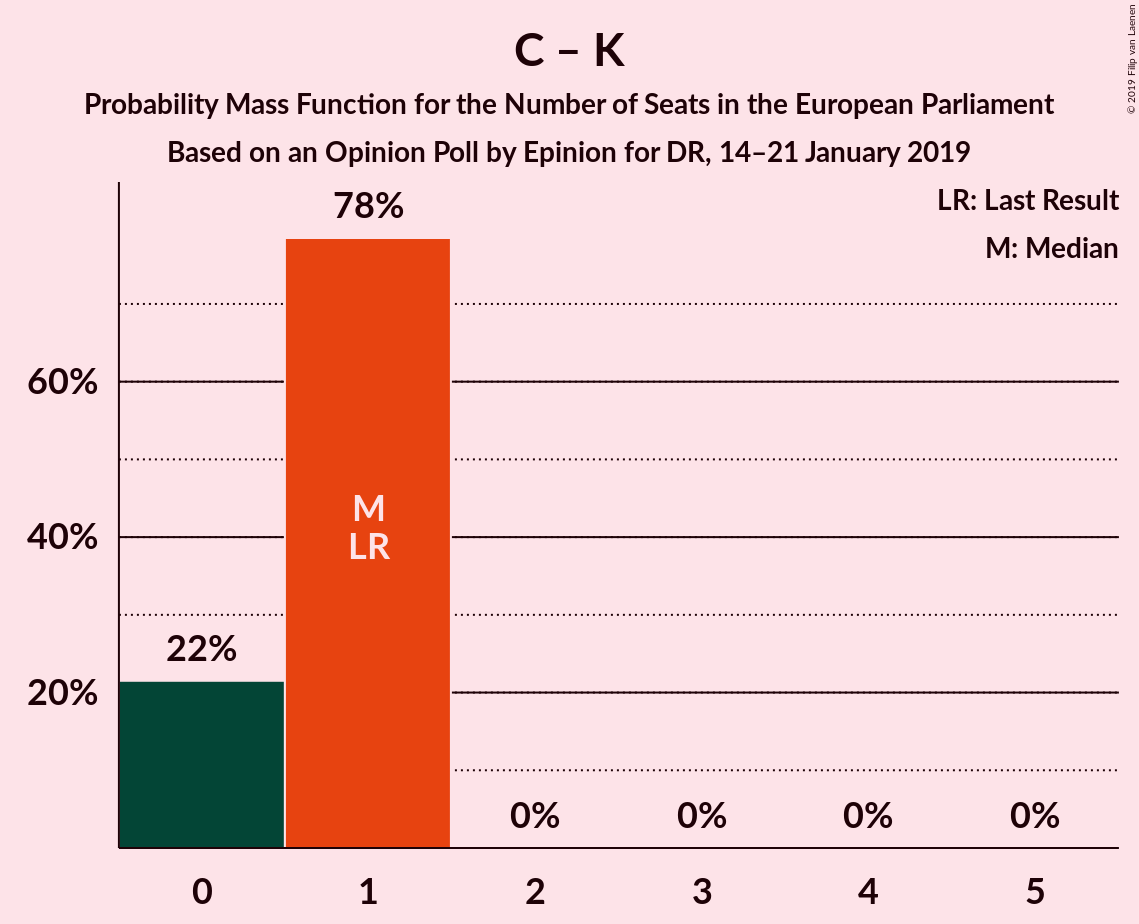 C – K
Probability Mass Function for the Number of Seats in the European Parliament
Based on an Opinion Poll by Epinion for DR, 14–21 January 2019
© 2019 Filip van Laenen
LR: Last Result
M: Median
78%
60%
M
40%
LR
22%
20%
0% 0% 0% 0%
0 1 2 3 4 5